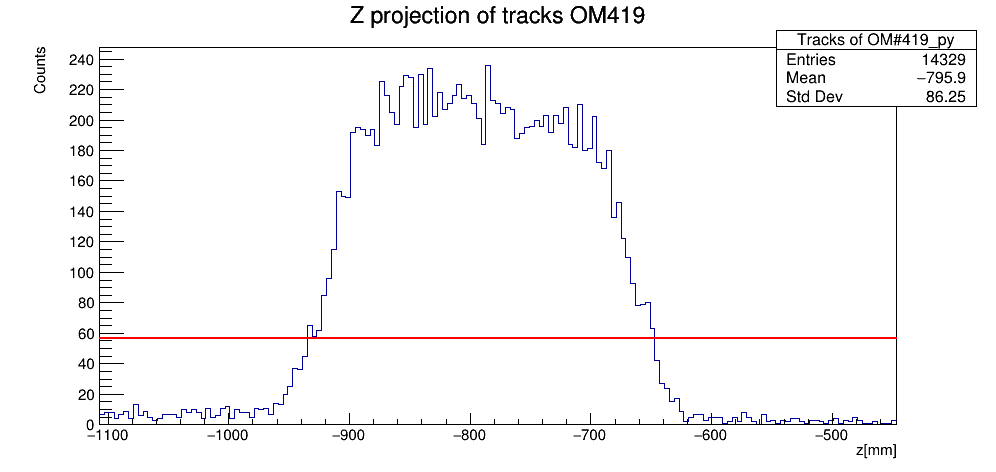 Z projection of tracks OM419
Tracks of OM#419_py
Entries 14329
Mean −795.9
Std Dev 86.25
Counts
240
220
200
180
160
140
120
100
80
60
40
20
0
−1100 −1000 −900 −800 −700 −600 −500
z[mm]